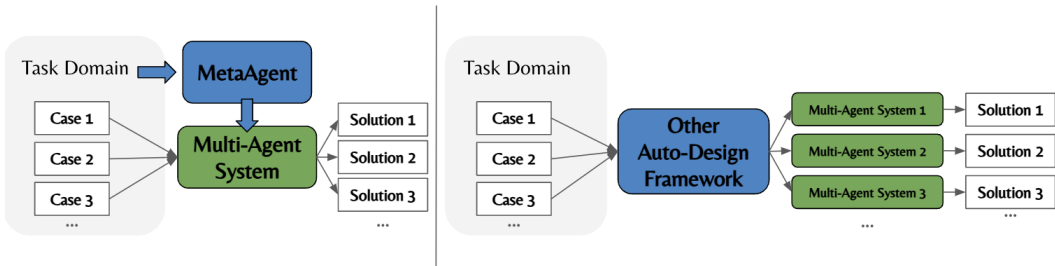 Task Domain
MetaAgent
Case 1
Case 2
Case 3
...
Multi-Agent
System
Solution 1
Solution 2
Solution 3
...
Task Domain
Case 1
Case 2
Case 3
...
Other
Auto-Design
Framework
Multi-Agent System 1
Multi-Agent System 2
Multi-Agent System 3
...
Solution 1
Solution 2
Solution 3
...